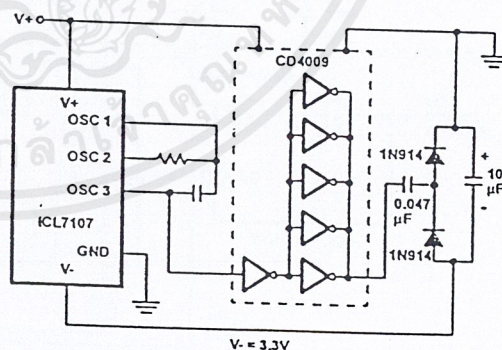 V+
CD4009
V+
OSC 1
OSC 2
OSC 3
ICL7107
GND
V-
1N914
0.047
µF
1N914
+
10
µF
-
V- = 3.3V